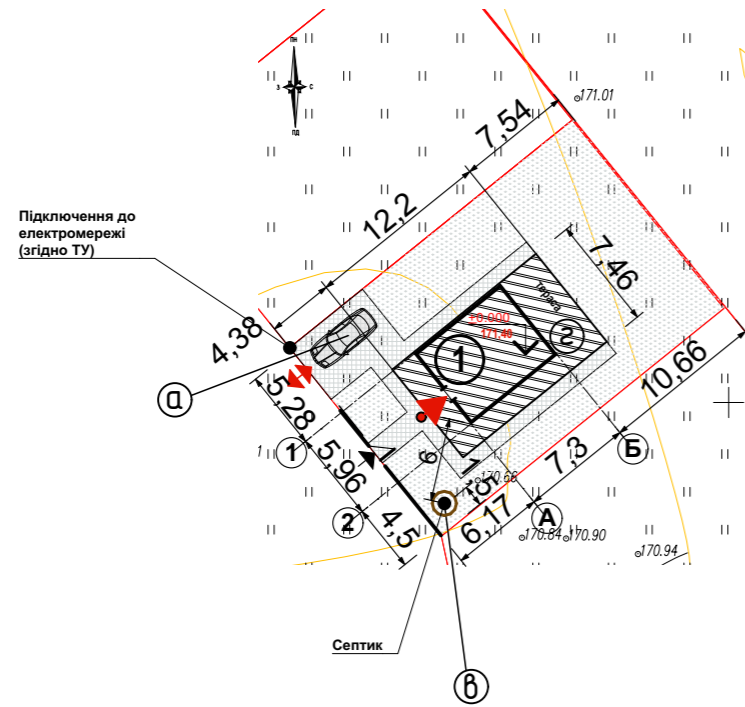 пн
з с
пд
171.01
7,54
12,2
Підключення до
електромережі
(згідно ТУ)
7,46
Тераса
±0.000
171.40
4,38
1
2
а
10,66
5,28
1
1
5,96
6
1,5
170.66
7,3
Б
2
4,5
6,17
А
170.84 170.90
170.94
Септик
в